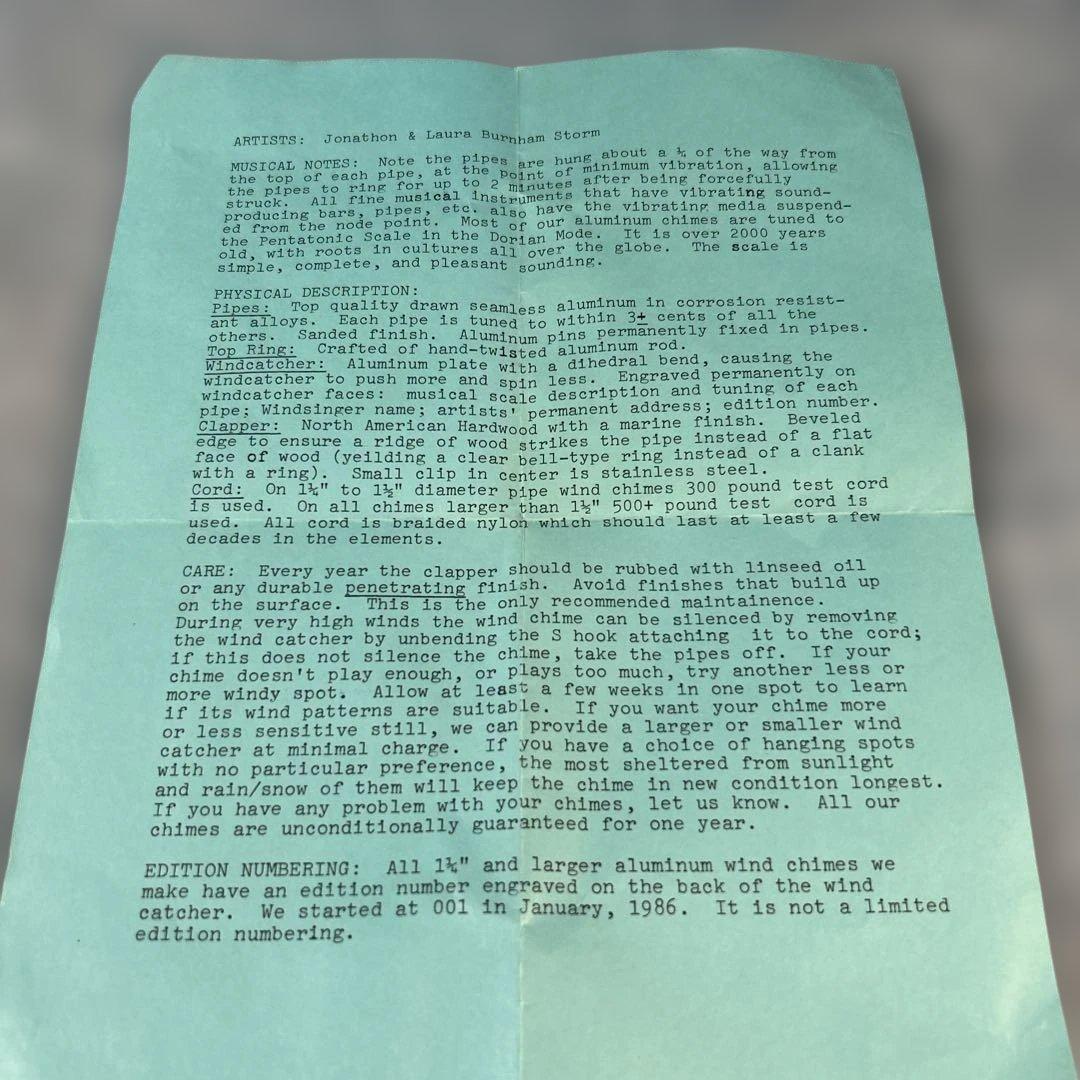 ARTISTS: Jonathon & Laura Burnham Storm
MUSICAL NOTES: Note the pipes are hung about a ¼ of the way from
the top of each pipe, at the point of minimum vibration, allowing
the pipes to ring for up to 2 minutes after being forcefully
struck. All fine musical instruments that have vibrating sound-
producing bars, pipes, etc. also have the vibrating media suspend-
ed from the node point. Most of our aluminum chimes are tuned to
the Pentatonic Scale in the Dorian Mode. It is over 2000 years
old, with roots in cultures all over the globe. The scale is
simple, complete, and pleasant sounding.
PHYSICAL DESCRIPTION:
Pipes: Top quality drawn seamless aluminum in corrosion resist-
ant alloys. Each pipe is tuned to within 3± cents of all the
others. Sanded finish. Aluminum pins permanently fixed in pipes.
Top Ring: Crafted of hand-twisted aluminum rod.
Windcatcher: Aluminum plate with a dihedral bend, causing the
windcatcher to push more and spin less. Engraved permanently on
windcatcher faces: musical scale description and tuning of each
pipe; Windsinger name; artists' permanent address; edition number.
Clapper: North American Hardwood with a marine finish. Beveled
edge to ensure a ridge of wood strikes the pipe instead of a flat
face of wood (yeilding a clear bell-type ring instead of a clank
with a ring). Small clip in center is stainless steel.
Cord: On 1¼" to 1½" diameter pipe wind chimes 300 pound test cord
is used. On all chimes larger than 1½" 500+ pound test cord is
used. All cord is braided nylon which should last at least a few
decades in the elements.
CARE: Every year the clapper should be rubbed with linseed oil
or any durable penetrating finish. Avoid finishes that build up
on the surface. This is the only recommended maintainence.
During very high winds the wind chime can be silenced by removing
the wind catcher by unbending the S hook attaching it to the cord;
if this does not silence the chime, take the pipes off. If your
chime doesn't play enough, or plays too much, try another less or
more windy spot. Allow at least a few weeks in one spot to learn
if its wind patterns are suitable. If you want your chime more
or less sensitive still, we can provide a larger or smaller wind
catcher at minimal charge. If you have a choice of hanging spots
with no particular preference, the most sheltered from sunlight
and rain/snow of them will keep the chime in new condition longest.
If you have any problem with your chimes, let us know. All our
chimes are unconditionally guaranteed for one year.
EDITION NUMBERING: All 1¼" and larger aluminum wind chimes we
make have an edition number engraved on the back of the wind
catcher. We started at 001 in January, 1986. It is not a limited
edition numbering.